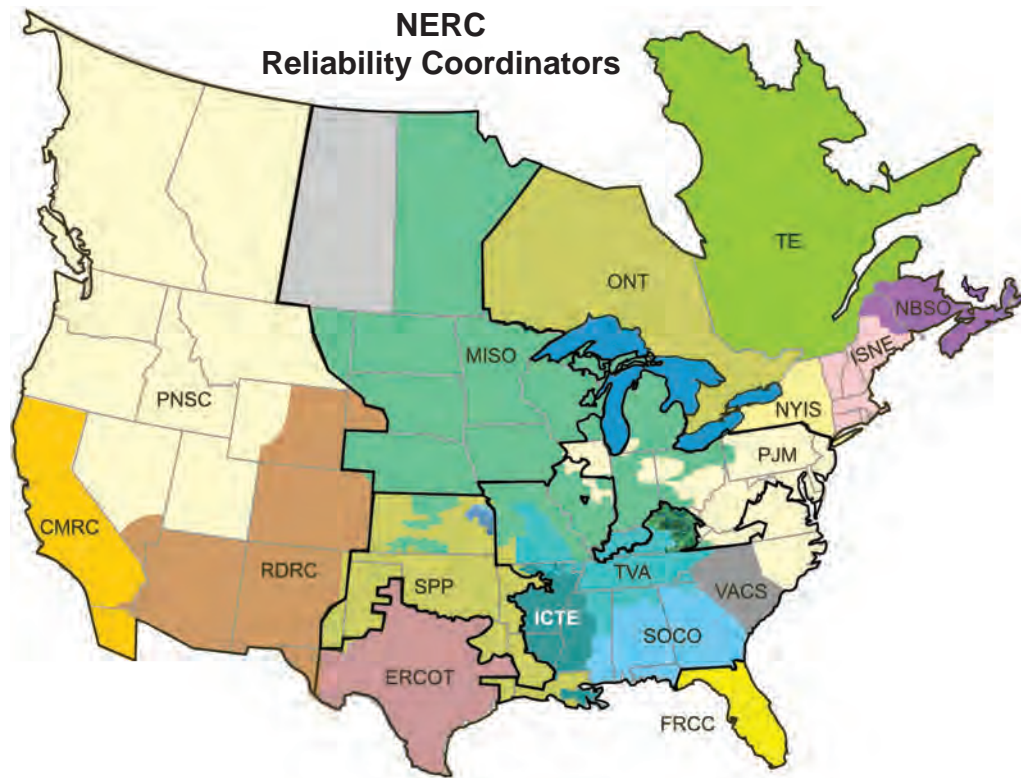 NERC
Reliability Coordinators
TE
ONT
NBSO
ISNE
MISO
PNSC
NYIS
PJM
CMRC
RDRC
SPP
TVA
VACS
ICTE
SOCO
ERCOT
FRCC